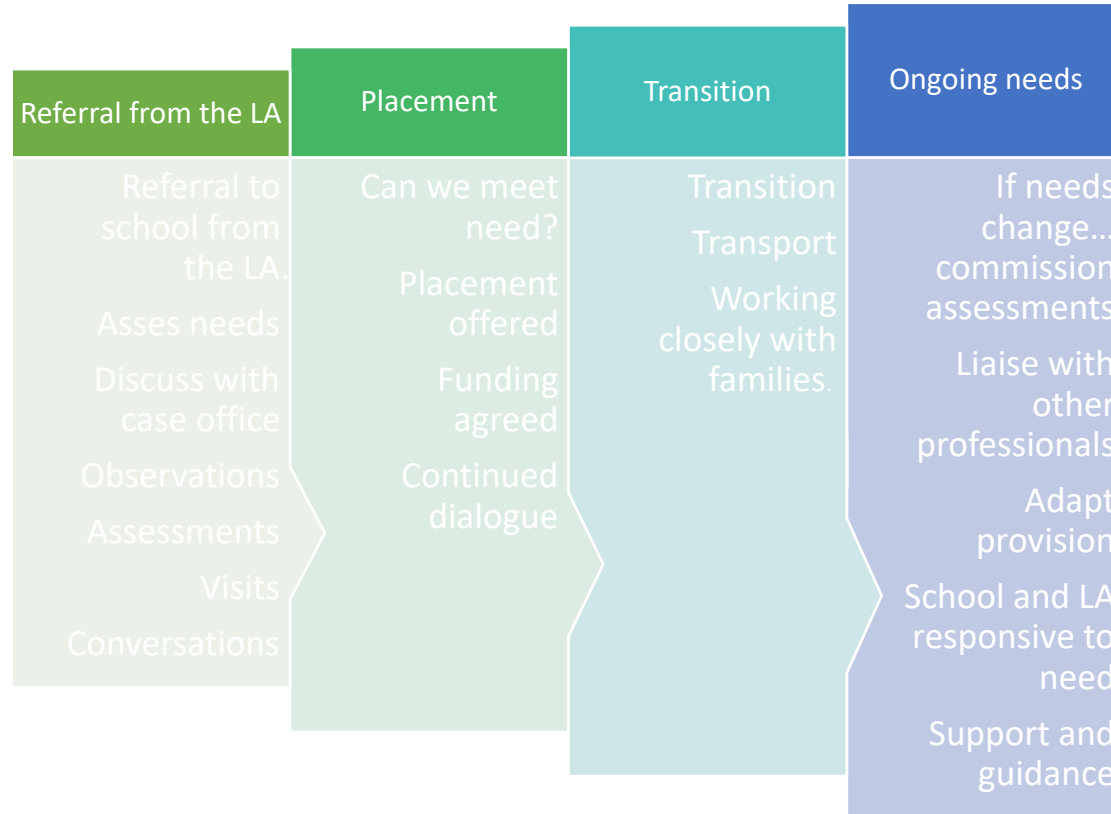 Referral from the LA
Referral to
school from
the LA.
Asses needs
Discuss with
case office
Observations
Assessments
Visits
Conversations
Placement
Can we meet
need?
Placement
offered
Funding
agreed
Continued
dialogue
Transition
Transition
Transport
Working
closely with
families.
Ongoing needs
If needs
change...
commission
assessments
Liaise with
other
professionals
Adapt
provision
School and LA
responsive to
need
Support and
guidance